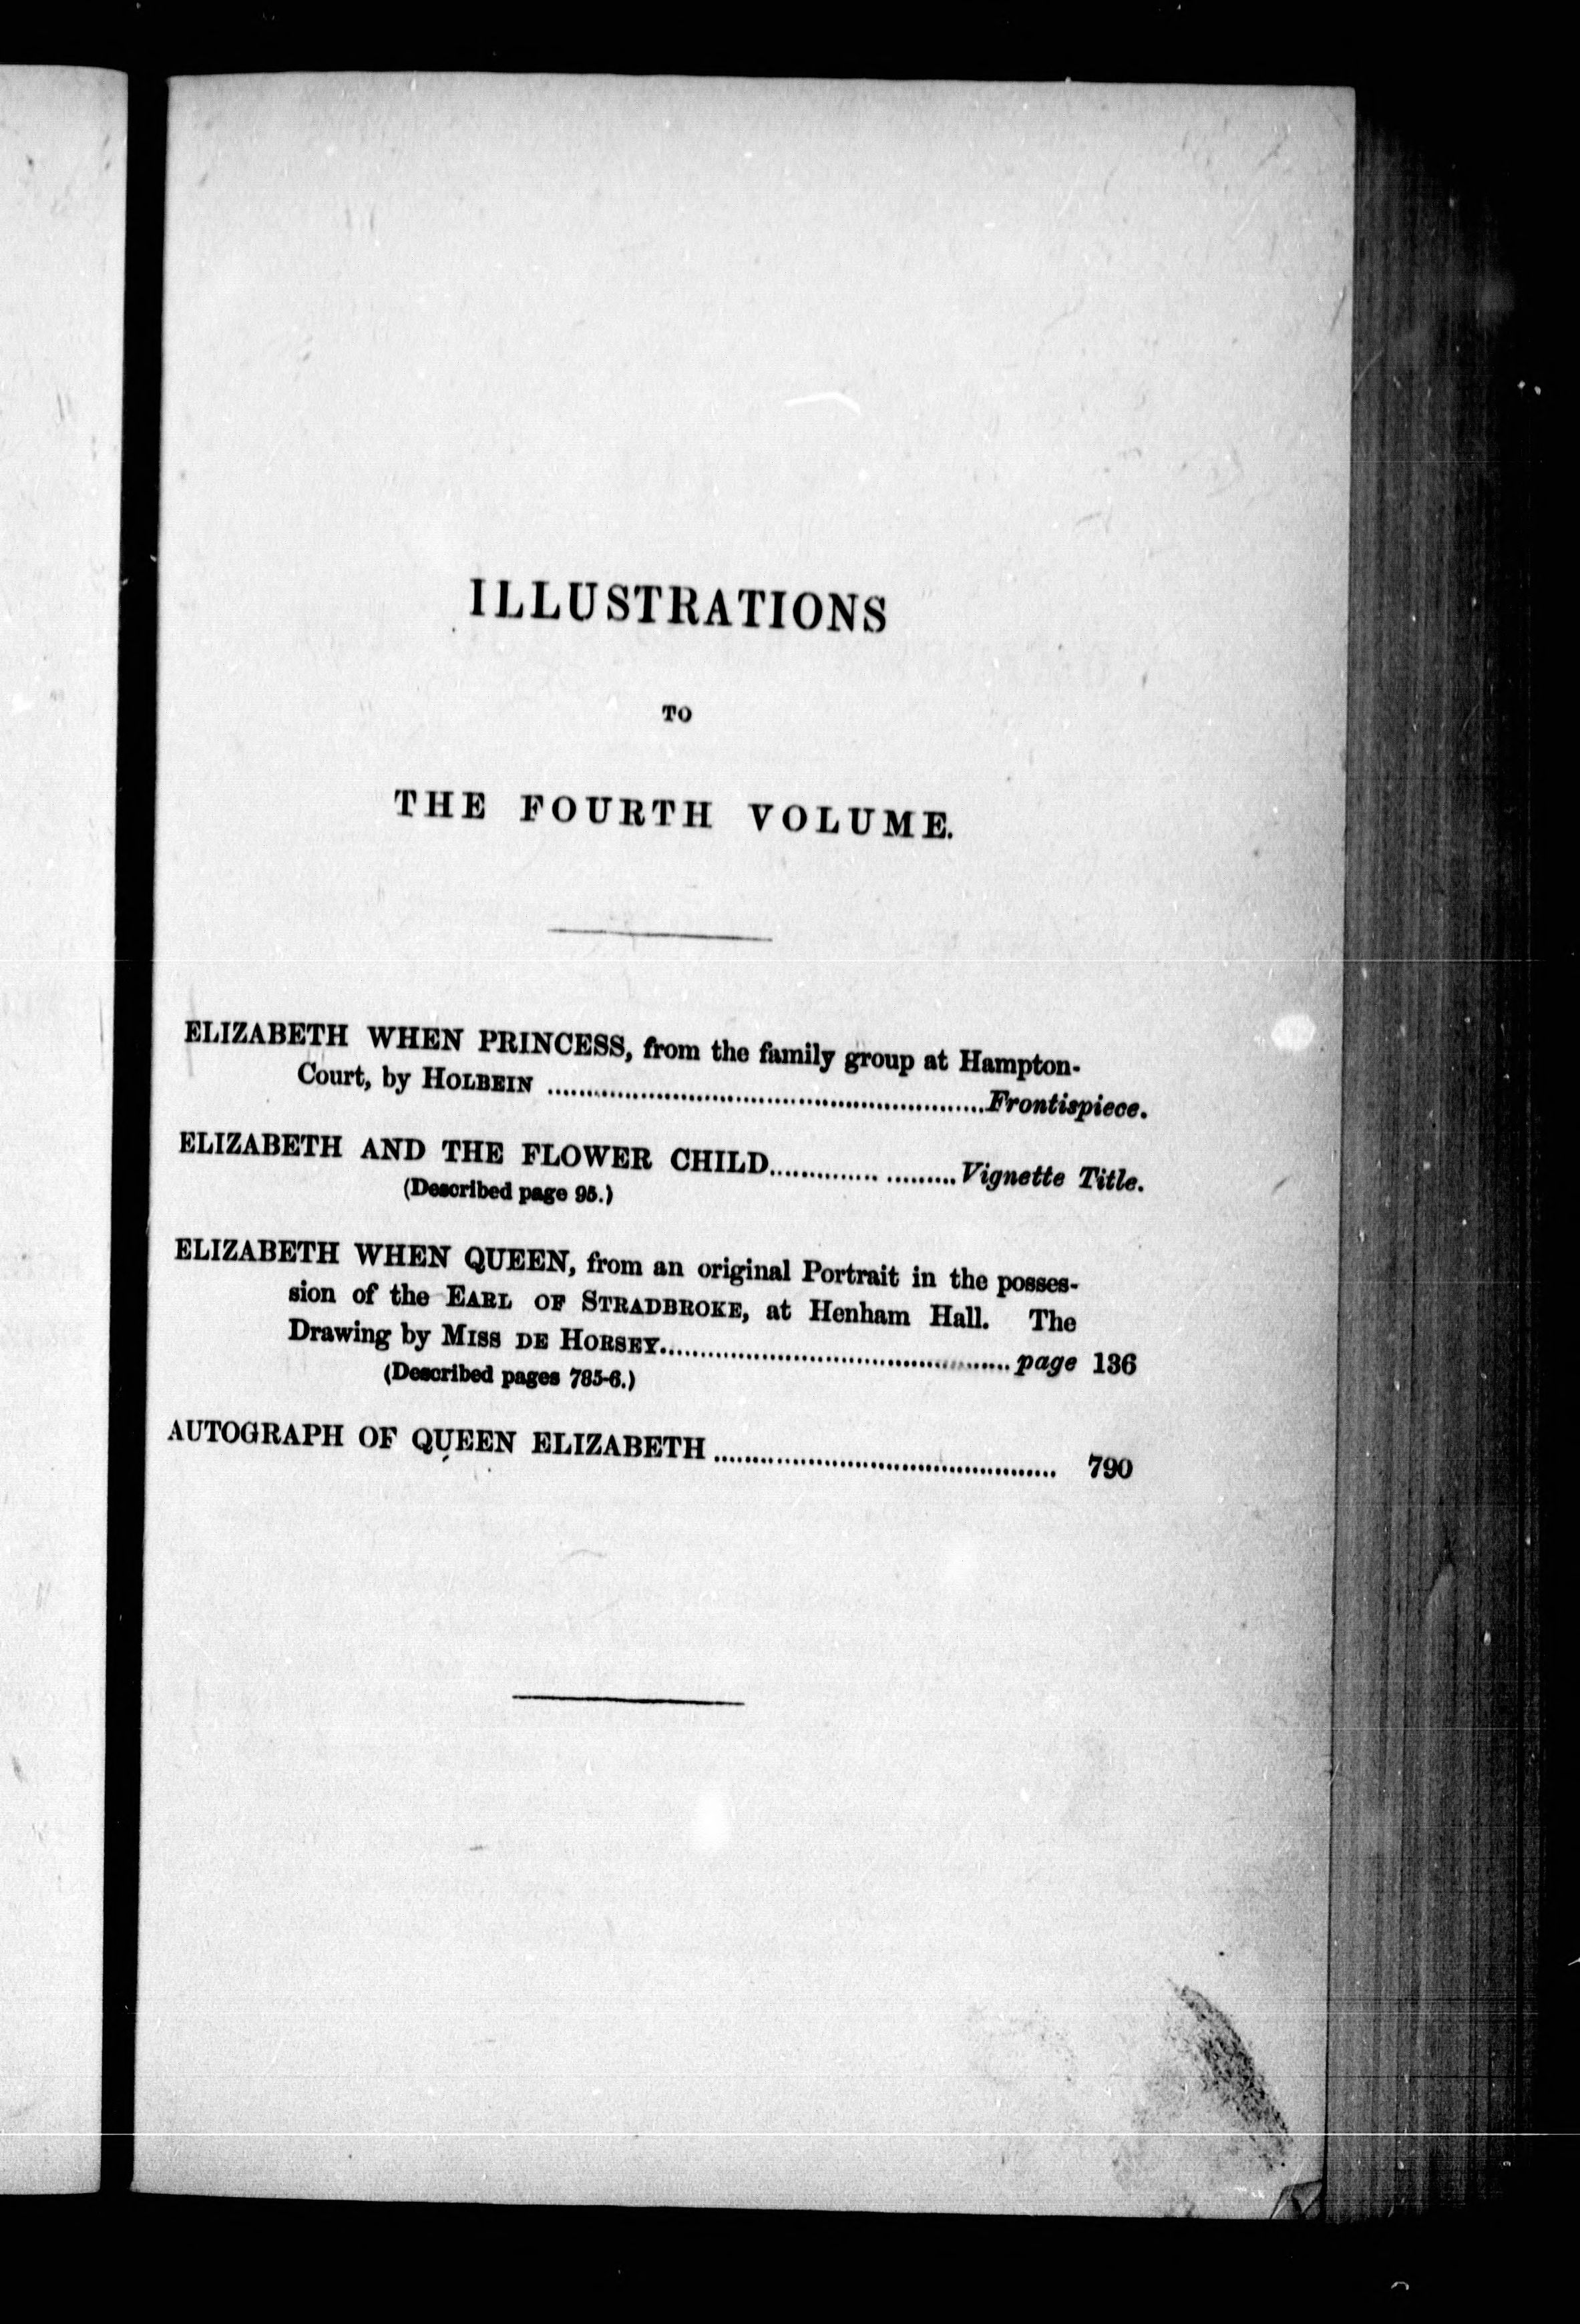 ILLUSTRATIONS
TO
THE FOURTH VOLUME.
ELIZABETH WHEN PRINCESS, from the family group at Hampton-
Court, by HOLBEIN ........................................................Frontispiece.
ELIZABETH AND THE FLOWER CHILD.............. .........Vignette Title.
(Described page 95.)
ELIZABETH WHEN QUEEN, from an original Portrait in the posses-
sion of the EARL OF STRADBROKE, at Henham Hall. The
Drawing by MISS DE HORSEY.............................................page 136
(Described pages 785-6.)
AUTOGRAPH OF QUEEN ELIZABETH ............................................ 790